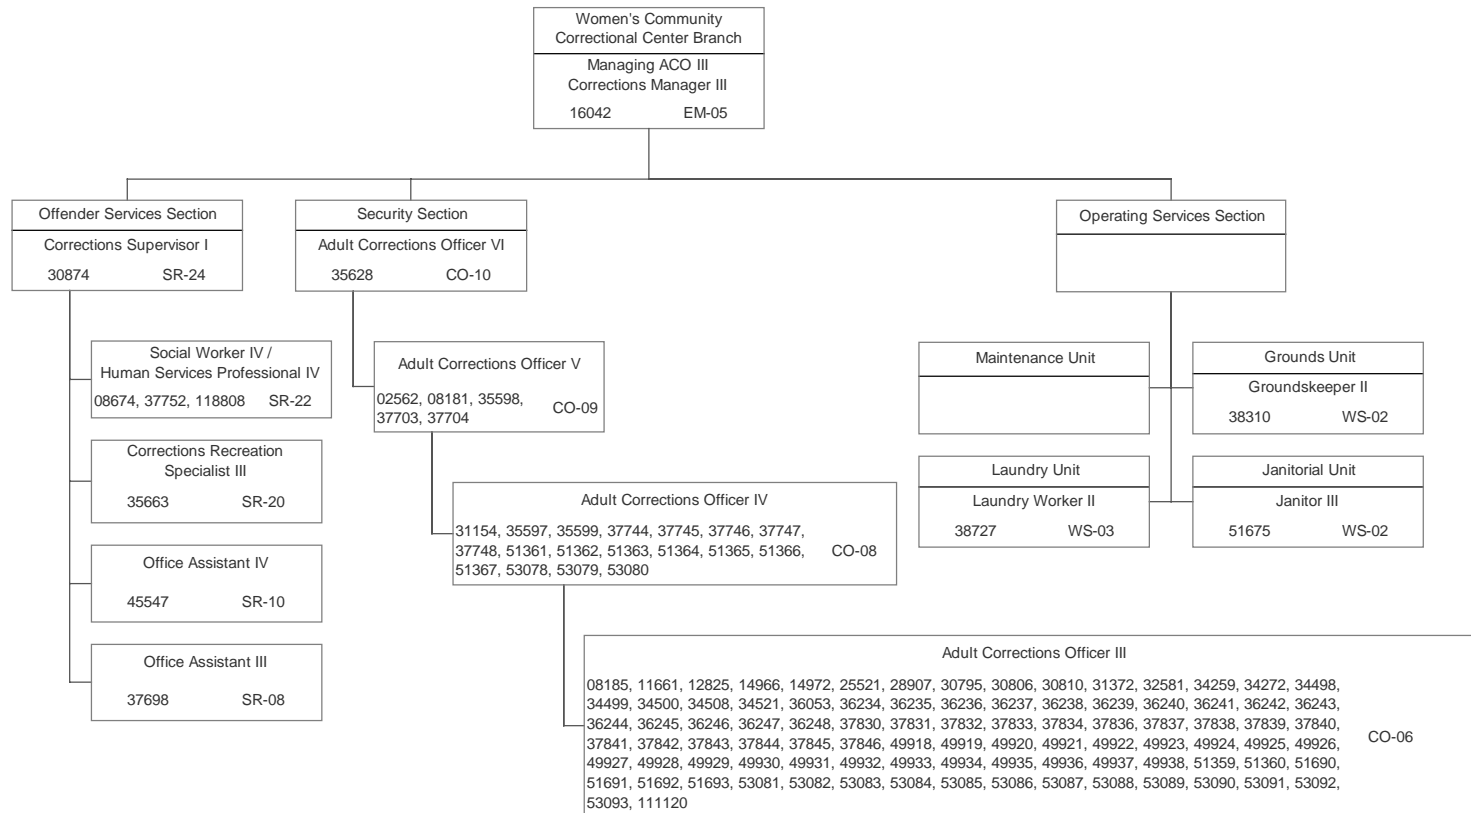 Women's Community
Correctional Center Branch
Managing ACO III
Corrections Manager III
16042 EM-05
Offender Services Section
Corrections Supervisor I
30874 SR-24
Social Worker IV /
Human Services Professional IV
08674, 37752, 118808 SR-22
Corrections Recreation
Specialist III
35663 SR-20
Office Assistant IV
45547 SR-10
Office Assistant III
37698 SR-08
Security Section
Adult Corrections Officer VI
35628 CO-10
Adult Corrections Officer V
02562, 08181, 35598,
37703, 37704
CO-09
Adult Corrections Officer IV
31154, 35597, 35599, 37744, 37745, 37746, 37747,
37748, 51361, 51362, 51363, 51364, 51365, 51366,
51367, 53078, 53079, 53080
CO-08
Adult Corrections Officer III
08185, 11661, 12825, 14966, 14972, 25521, 28907, 30795, 30806, 30810, 31372, 32581, 34259, 34272, 34498,
34499, 34500, 34508, 34521, 36053, 36234, 36235, 36236, 36237, 36238, 36239, 36240, 36241, 36242, 36243,
36244, 36245, 36246, 36247, 36248, 37830, 37831, 37832, 37833, 37834, 37836, 37837, 37838, 37839, 37840,
37841, 37842, 37843, 37844, 37845, 37846, 49918, 49919, 49920, 49921, 49922, 49923, 49924, 49925, 49926,
49927, 49928, 49929, 49930, 49931, 49932, 49933, 49934, 49935, 49936, 49937, 49938, 51359, 51360, 51690,
51691, 51692, 51693, 53081, 53082, 53083, 53084, 53085, 53086, 53087, 53088, 53089, 53090, 53091, 53092,
53093, 111120
CO-06
Operating Services Section
Maintenance Unit
Grounds Unit
Groundskeeper II
38310 WS-02
Laundry Unit
Laundry Worker II
38727 WS-03
Janitorial Unit
Janitor III
51675 WS-02